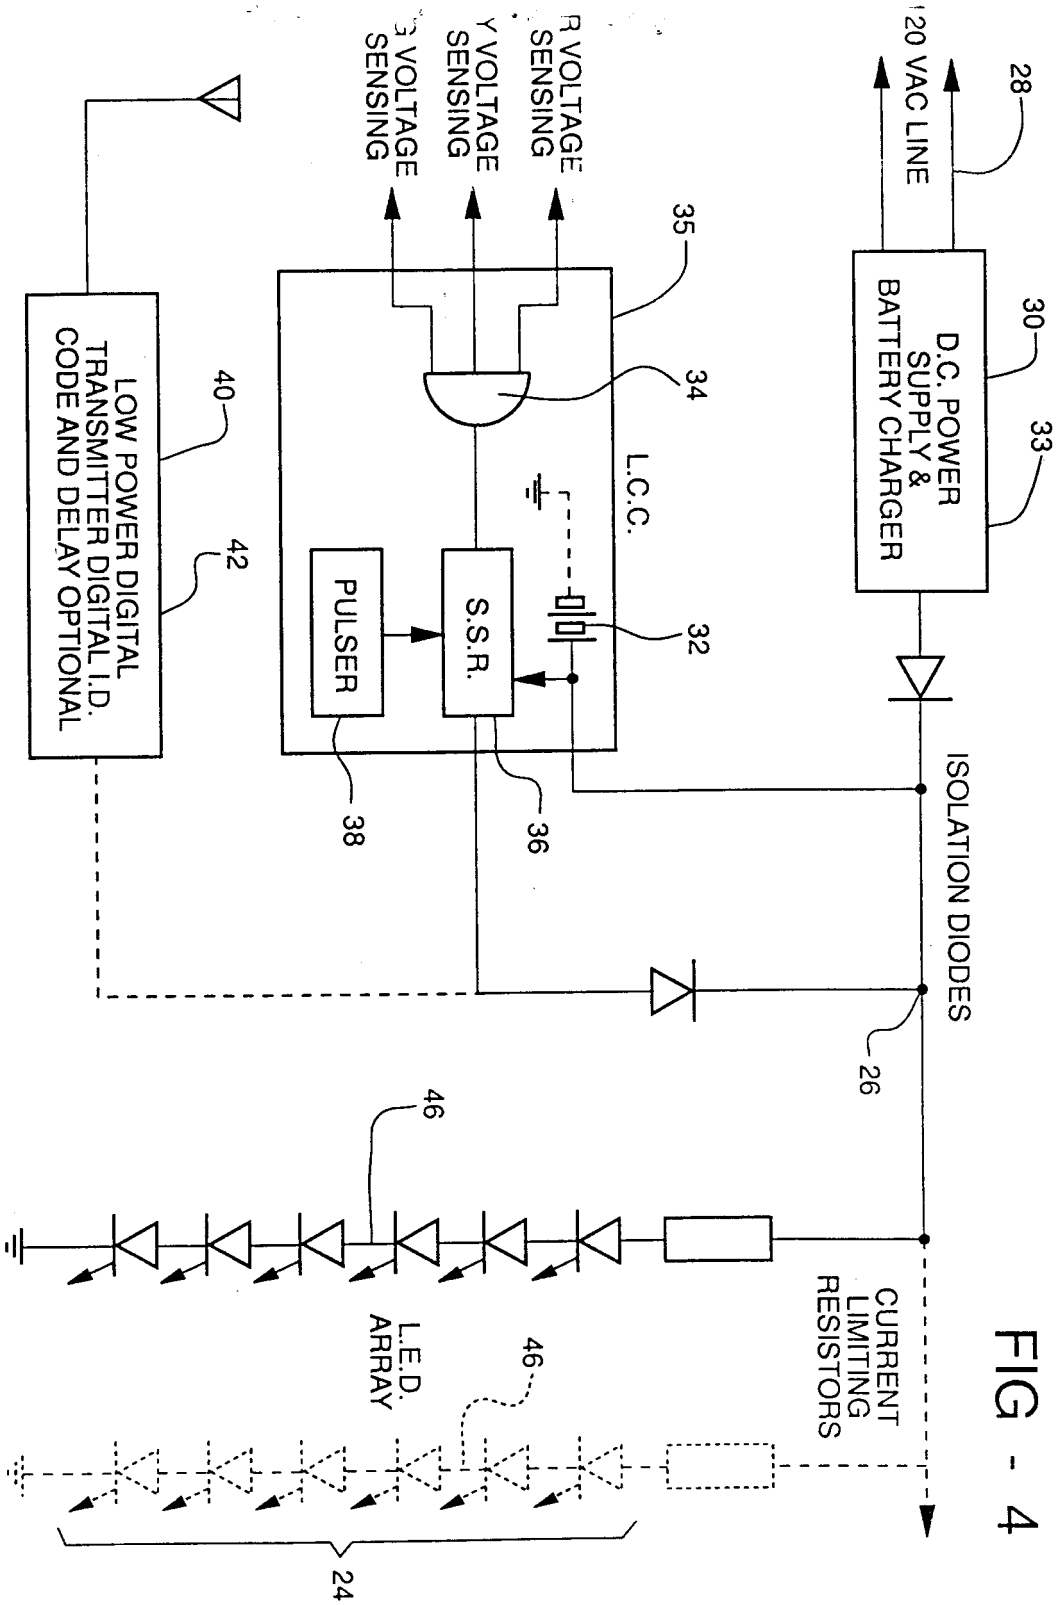 FIG - 4
28
120 VAC LINE
30
33
D.C. POWER
SUPPLY &
BATTERY CHARGER
ISOLATION DIODES
26
CURRENT
LIMITING
RESISTORS
R VOLTAGE
SENSING
Y VOLTAGE
SENSING
G VOLTAGE
SENSING
35
L.C.C.
34
32
S.S.R.
36
PULSER
38
40
42
LOW POWER DIGITAL
TRANSMITTER DIGITAL I.D.
CODE AND DELAY OPTIONAL
46
L.E.D.
ARRAY
46
24